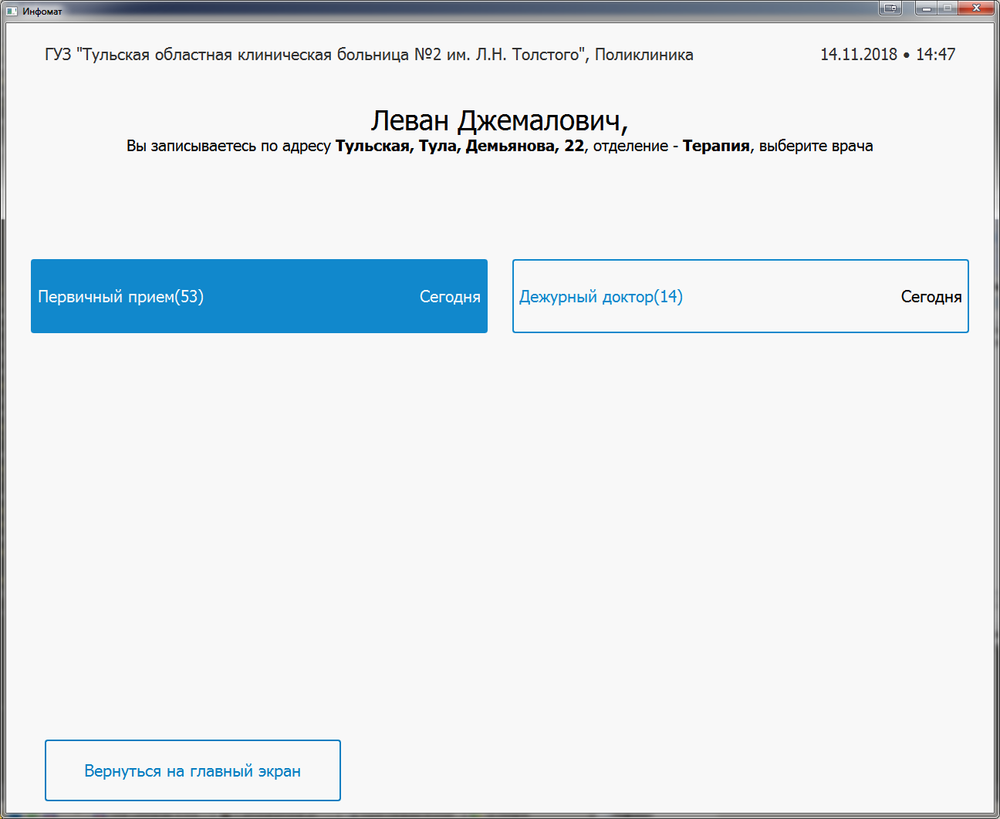 Инфомат
ГУЗ "Тульская областная клиническая больница №2 им. Л.Н. Толстого", Поликлиника
14.11.2018 • 14:47
Леван Джемалович,
Вы записываетесь по адресу Тульская, Тула, Демьянова, 22, отделение - Терапия, выберите врача
Первичный прием(53)
Сегодня
Дежурный доктор(14)
Сегодня
Вернуться на главный экран